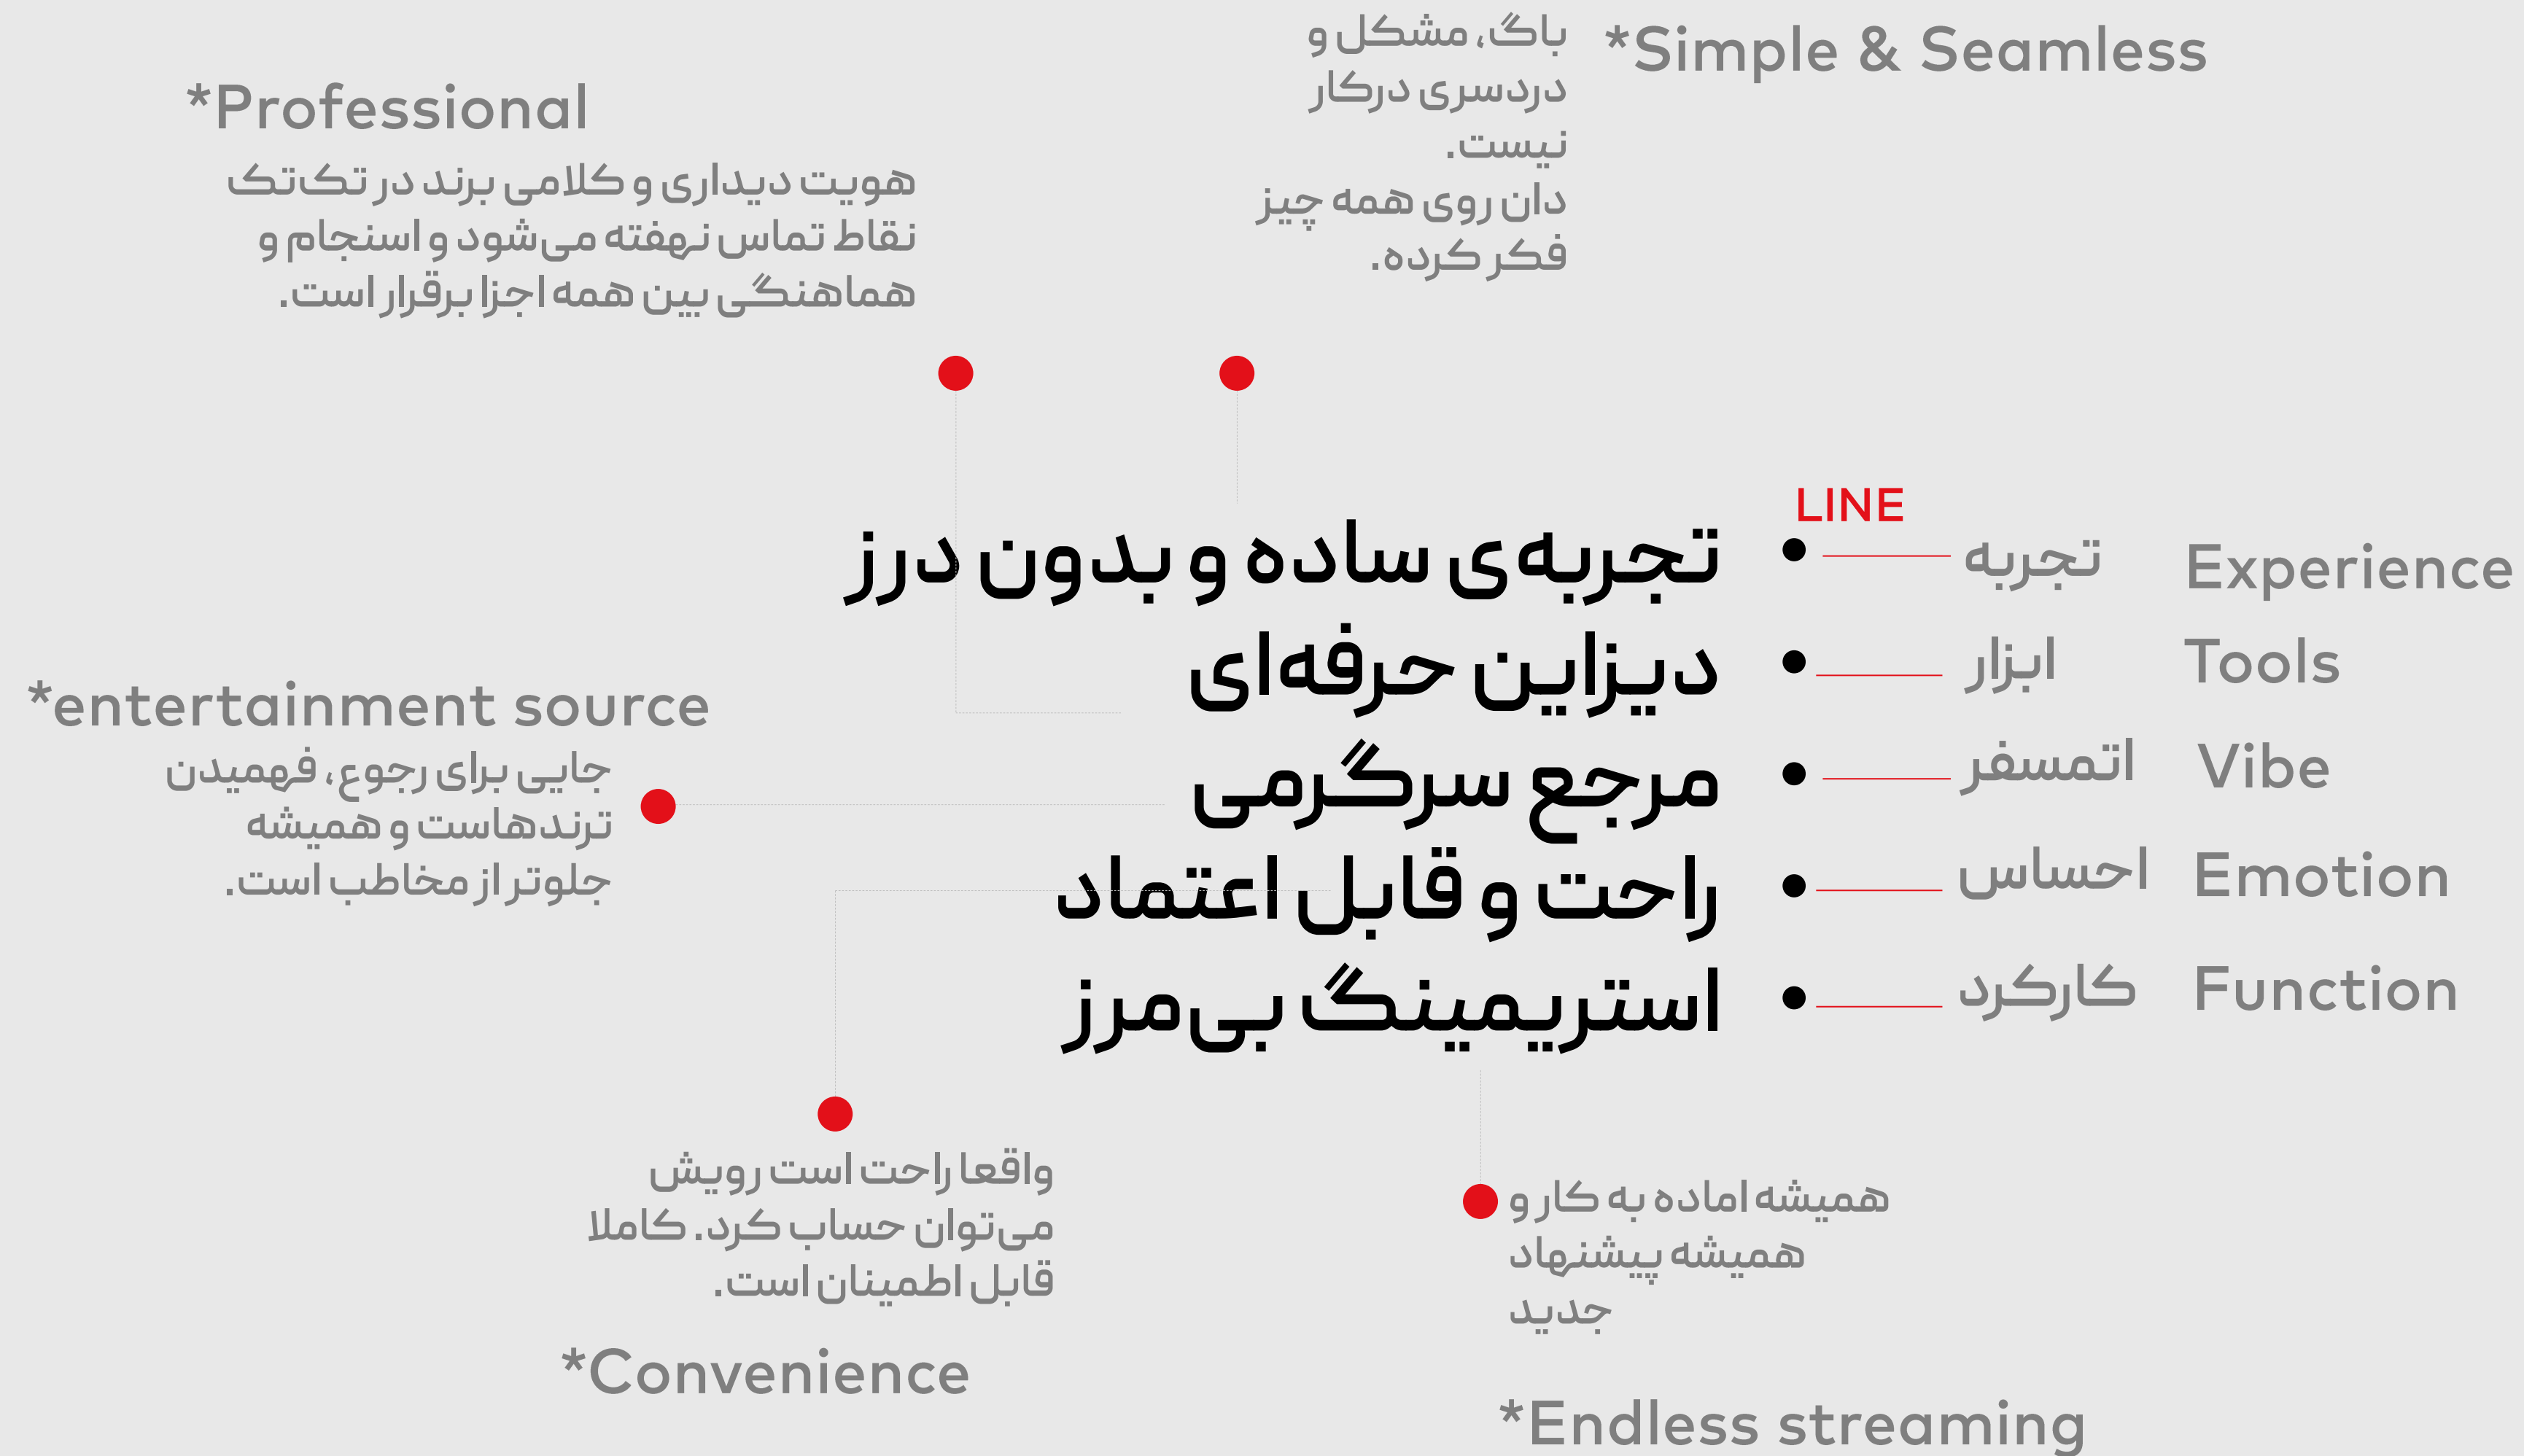 *Simple & Seamless
باگ، مشکل و
دردسری درکار
نیست.
دان روی همه چیز
فکر کرده.
*Professional
هویت دیداری و کلامی برند در تک‌تک
نقاط تماس نهفته می‌شود و اسنجام و
هماهنگی بین همه اجزا برقرار است.
LINE
Experience
تجربه
تجربه‌ی ساده و بدون درز
Tools
ابزار
دیزاین حرفه‌ای
Vibe
اتمسفر
مرجع سرگرمی
Emotion
احساس
راحت و قابل اعتماد
Function
کارکرد
استریمینگ بی‌مرز
*entertainment source
جایی برای رجوع، فهمیدن
ترندهاست و همیشه
جلوتر از مخاطب است.
واقعا راحت است رویش
می‌توان حساب کرد. کاملا
قابل اطمینان است.
*Convenience
همیشه اماده به کار و
همیشه پیشنهاد
جدید
*Endless streaming